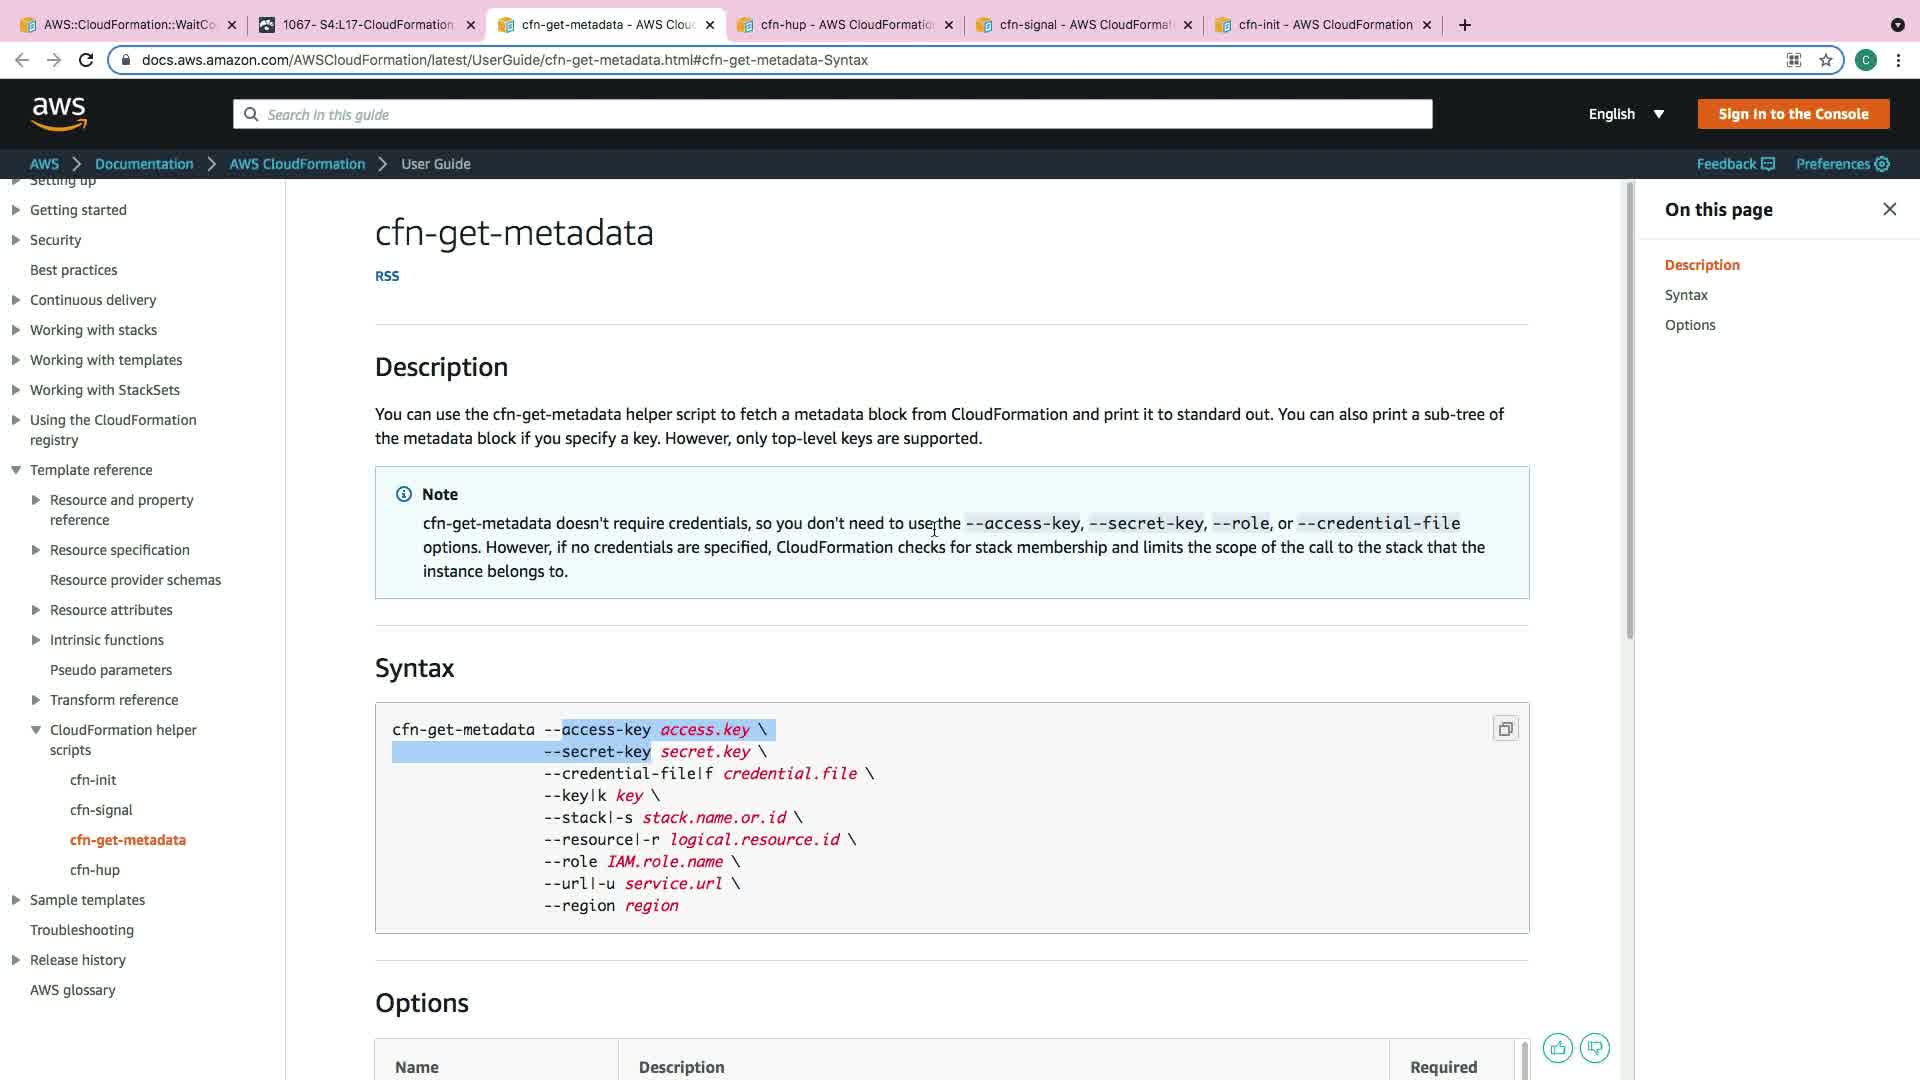 AWS::CloudFormation::WaitCo
1067- S4:L17-CloudFormation
cfn-get-metadata - AWS Clou
cfn-hup - AWS CloudFormatio
cfn-signal - AWS CloudFormat
cfn-init - AWS CloudFormation
docs.aws.amazon.com/AWSCloudFormation/latest/UserGuide/cfn-get-metadata.html#cfn-get-metadata-Syntax
C
aws
Search in this guide
English
Sign In to the Console
AWS
Documentation
AWS CloudFormation
User Guide
Feedback
Preferences
Setting up
Getting started
Security
Best practices
Continuous delivery
Working with stacks
Working with templates
Working with StackSets
Using the CloudFormation
registry
Template reference
Resource and property
reference
Resource specification
Resource provider schemas
Resource attributes
Intrinsic functions
Pseudo parameters
Transform reference
CloudFormation helper
scripts
cfn-init
cfn-signal
cfn-get-metadata
cfn-hup
Sample templates
Troubleshooting
Release history
AWS glossary
cfn-get-metadata
RSS
Description
You can use the cfn-get-metadata helper script to fetch a metadata block from CloudFormation and print it to standard out. You can also print a sub-tree of
the metadata block if you specify a key. However, only top-level keys are supported.
Note
cfn-get-metadata doesn't require credentials, so you don't need to use the --access-key, --secret-key, --role, or --credential-file
options. However, if no credentials are specified, CloudFormation checks for stack membership and limits the scope of the call to the stack that the
instance belongs to.
Syntax
cfn-get-metadata --access-key access.key \
--secret-key secret.key \
--credential-file|f credential.file \
--key|k key \
--stack|-s stack.name.or.id \
--resource|-r logical.resource.id \
--role IAM.role.name \
--url|-u service.url \
--region region
Options
Name
Description
Required
On this page
Description
Syntax
Options